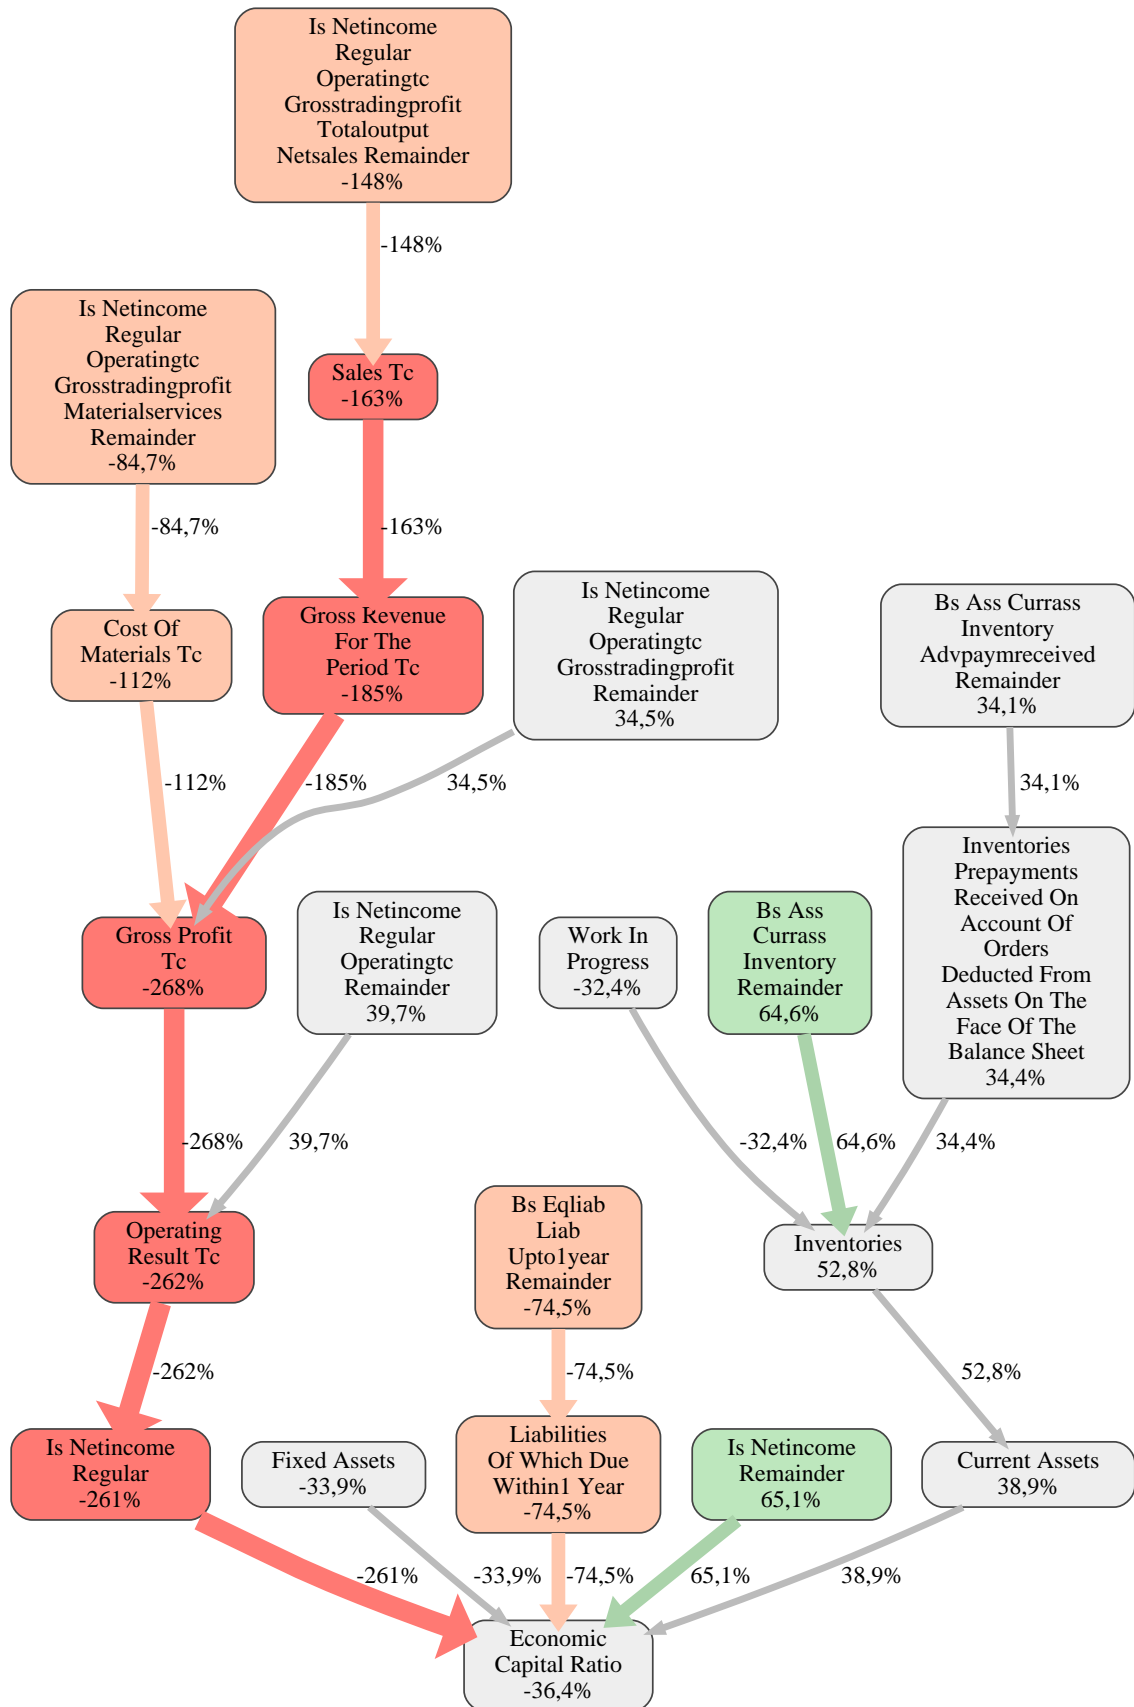 Is Netincome
Regular
Operatingtc
Grosstradingprofit
Totaloutput
Netsales Remainder
-148%
-148%
Is Netincome
Regular
Operatingtc
Grosstradingprofit
Materialservices
Remainder
-84,7%
Sales Tc
-163%
-84,7%
-163%
Is Netincome
Regular
Operatingtc
Grosstradingprofit
Remainder
34,5%
Bs Ass Currass
Inventory
Advpaymreceived
Remainder
34,1%
Cost Of
Materials Tc
-112%
Gross Revenue
For The
Period Tc
-185%
-112%
-185%
34,5%
34,1%
Inventories
Prepayments
Received On
Account Of
Orders
Deducted From
Assets On The
Face Of The
Balance Sheet
34,4%
Gross Profit
Tc
-268%
Is Netincome
Regular
Operatingtc
Remainder
39,7%
Work In
Progress
-32,4%
Bs Ass
Currass
Inventory
Remainder
64,6%
-268%
39,7%
-32,4%
64,6%
34,4%
Operating
Result Tc
-262%
Bs Eqliab
Liab
Upto1year
Remainder
-74,5%
Inventories
52,8%
-262%
-74,5%
52,8%
Is Netincome
Regular
-261%
Fixed Assets
-33,9%
Liabilities
Of Which Due
Within1 Year
-74,5%
Is Netincome
Remainder
65,1%
Current Assets
38,9%
-261%
-33,9%
-74,5%
65,1%
38,9%
Economic
Capital Ratio
-36,4%